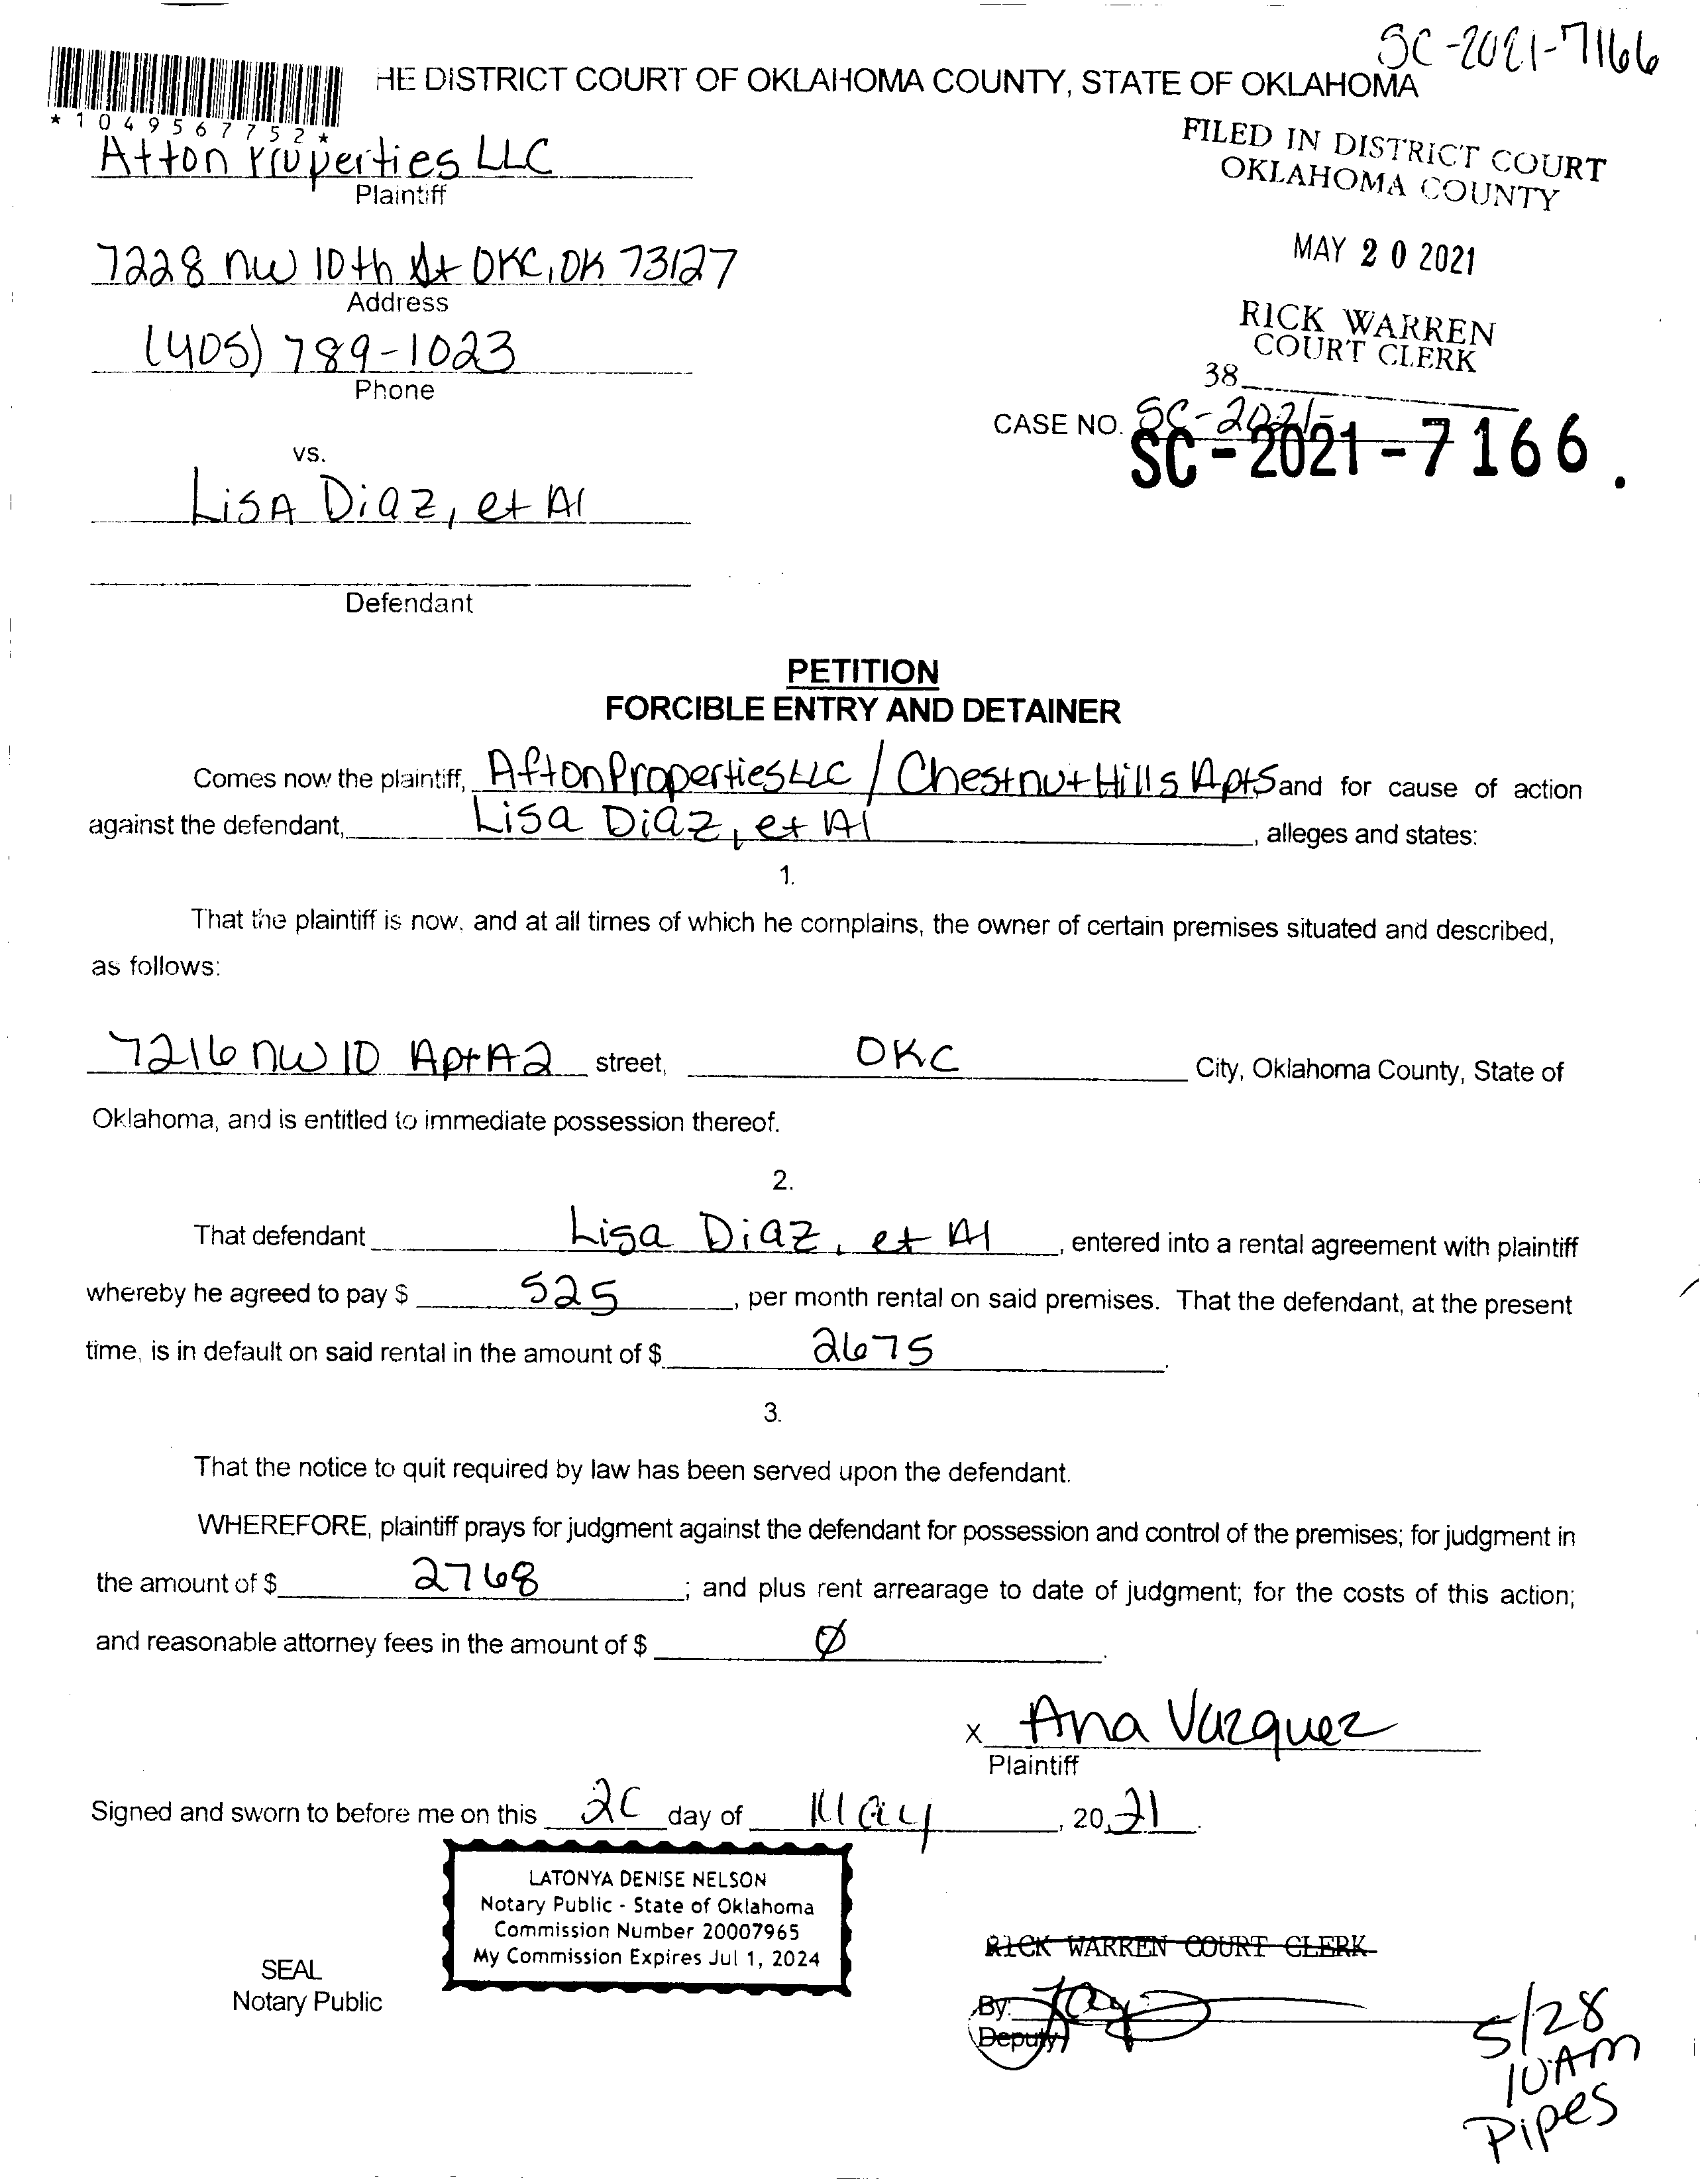 SC-2021-7166
HE DISTRICT COURT OF OKLAHOMA COUNTY, STATE OF OKLAHOMA
*1049567752*
Afton Properties LLC
Plaintiff
FILED IN DISTRICT COURT
OKLAHOMA COUNTY
7228 NW 10th St OKC, OK 73127
Address
MAY 20 2021
(405) 789-1023
Phone
RICK WARREN
COURT CLERK
38
CASE NO. SC-2021-
SC-2021-7166.
vs.
Lisa Diaz, et Al
Defendant
PETITION
FORCIBLE ENTRY AND DETAINER
Comes now the plaintiff, Afton Properties LLC / Chestnut Hills Apts and for cause of action
against the defendant, Lisa Diaz, et Al, alleges and states:
1.
That the plaintiff is now, and at all times of which he complains, the owner of certain premises situated and described,
as follows:
7216 NW 10 Apt A2 street, OKC City, Oklahoma County, State of
Oklahoma, and is entitled to immediate possession thereof.
2.
That defendant Lisa Diaz, et Al, entered into a rental agreement with plaintiff
whereby he agreed to pay $ 525, per month rental on said premises. That the defendant, at the present
time, is in default on said rental in the amount of $ 2675.
3.
That the notice to quit required by law has been served upon the defendant.
WHEREFORE, plaintiff prays for judgment against the defendant for possession and control of the premises; for judgment in
the amount of $ 2768; and plus rent arrearage to date of judgment; for the costs of this action;
and reasonable attorney fees in the amount of $ Ø.
x Ana Vazquez
Plaintiff
Signed and sworn to before me on this 20 day of May, 2021.
LATONYA DENISE NELSON
Notary Public - State of Oklahoma
Commission Number 20007965
My Commission Expires Jul 1, 2024
SEAL
Notary Public
RICK WARREN COURT CLERK
By:
Deputy
5/28
10AM
Pipes